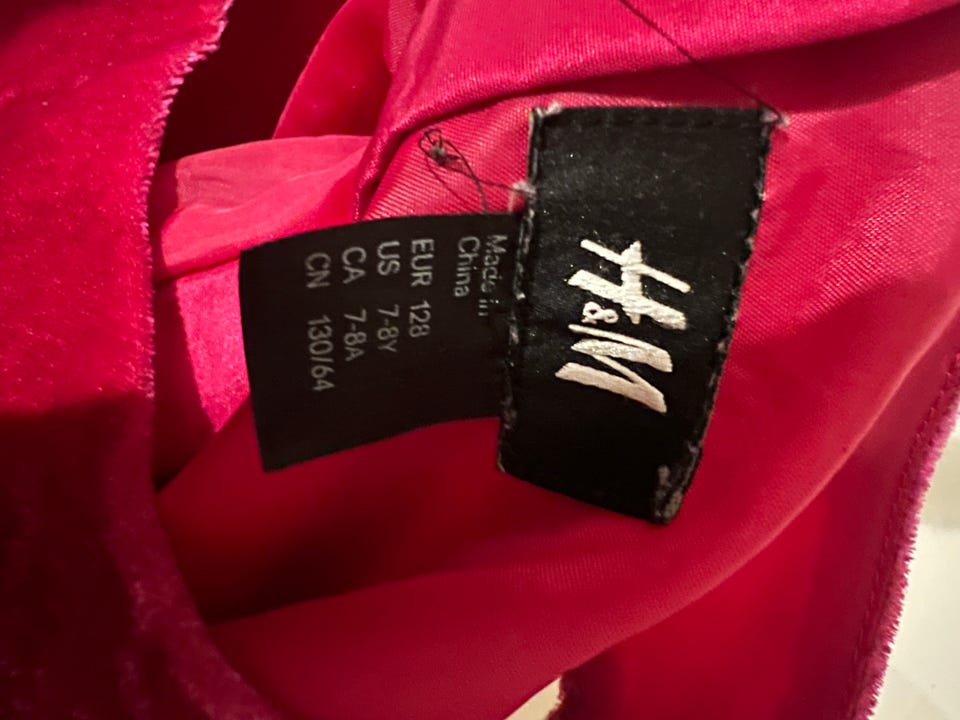 H&M
Made in
China
EUR 128
US 7-8Y
CA 7-8A
CN 130/64